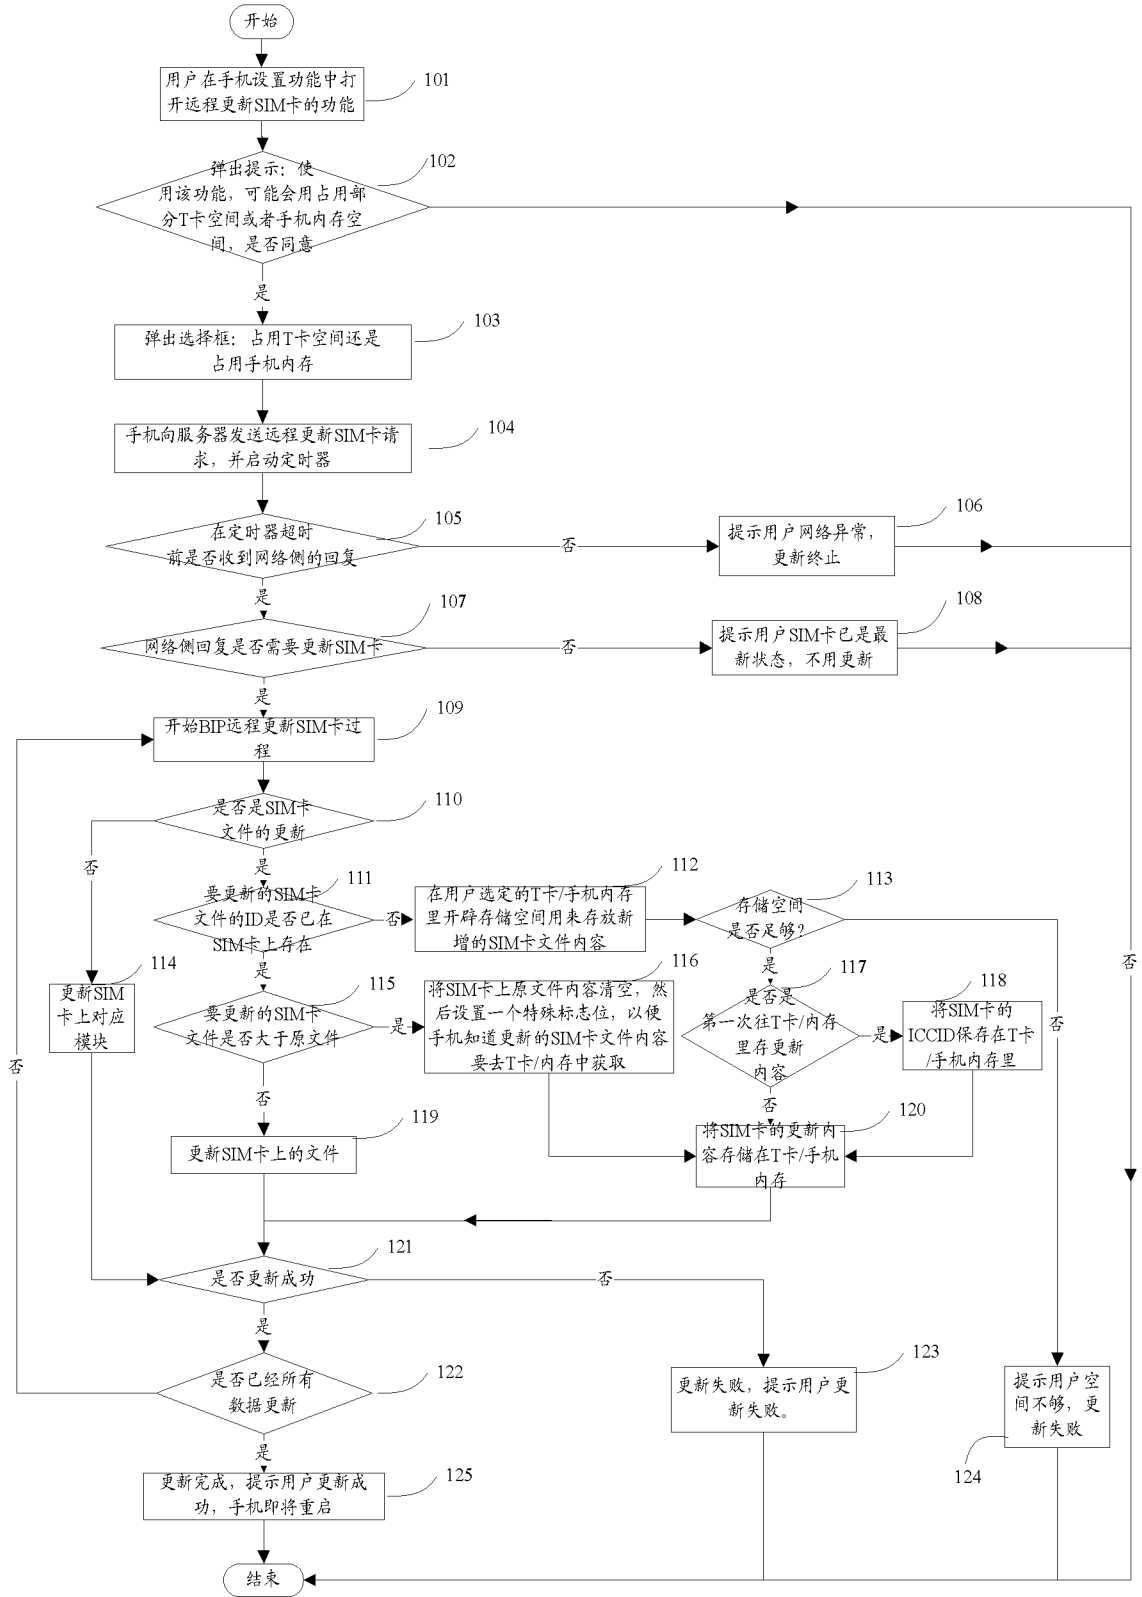 开始
用户在手机设置功能中打
开远程更新SIM卡的功能
101
弹出提示：使
用该功能，可能会用占用部
分T卡空间或者手机内存空
间，是否同意
102
是
弹出选择框：占用T卡空间还是
占用手机内存
103
手机向服务器发送远程更新SIM卡请
求，并启动定时器
104
在定时器超时
前是否收到网络侧的回复
105
否
提示用户网络异常，
更新终止
106
是
网络侧回复是否需要更新SIM卡
107
否
提示用户SIM卡已是最
新状态，不用更新
108
是
开始BIP远程更新SIM卡过
程
109
是否是SIM卡
文件的更新
110
否
是
要更新的SIM卡
文件的ID是否已在
SIM卡上存在
111
否
在用户选定的T卡/手机内存
里开辟存储空间用来存放新
增的SIM卡文件内容
112
存储空间
是否足够？
113
否
更新SIM
卡上对应
模块
114
是
要更新的SIM卡
文件是否大于原文件
115
是
将SIM卡上原文件内容清空，然
后设置一个特殊标志位，以便
手机知道更新的SIM卡文件内容
要去T卡/内存中获取
116
是
是否是
第一次往T卡/内存
里存更新
内容
117
是
将SIM卡的
ICCID保存在T卡
/手机内存里
118
否
否
否
更新SIM卡上的文件
119
否
将SIM卡的更新内
容存储在T卡/手机
内存
120
是否更新成功
121
否
是
是否已经所有
数据更新
122
更新失败，提示用户更
新失败。
123
提示用户空
间不够，更
新失败
124
是
更新完成，提示用户更新成
功，手机即将重启
125
结束